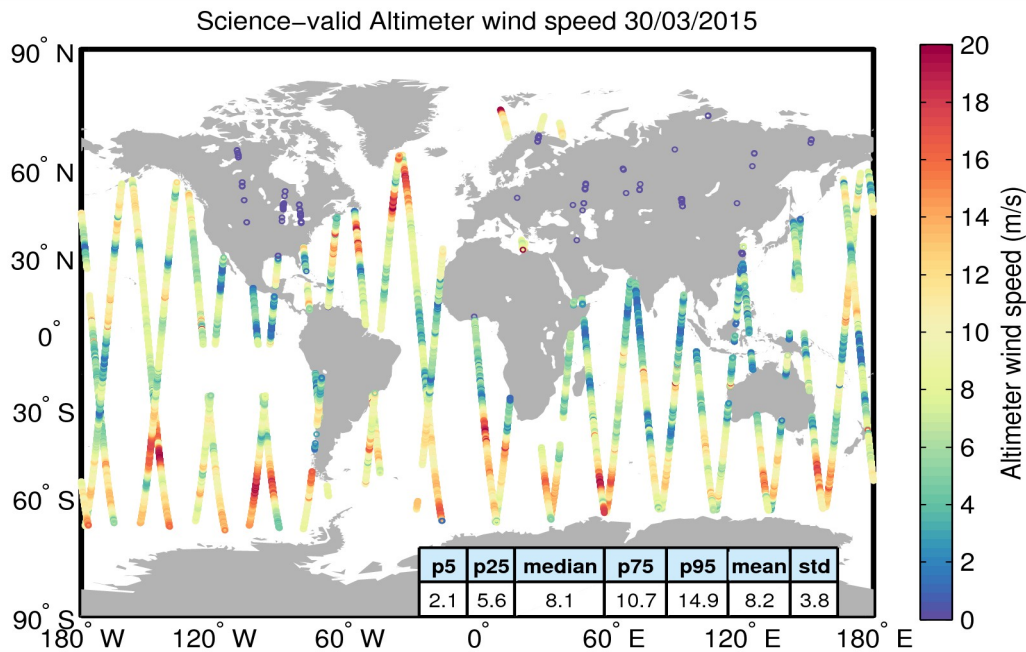 Science−valid Altimeter wind speed 30/03/2015
90° N
60° N
30° N
0°
30° S
60° S
90° S
180° W
120° W
60° W
0°
60° E
120° E
180° E
p5 p25 median p75 p95 mean std
2.1 5.6 8.1 10.7 14.9 8.2 3.8
20
18
16
14
12
10
8
6
4
2
0
Altimeter wind speed (m/s)